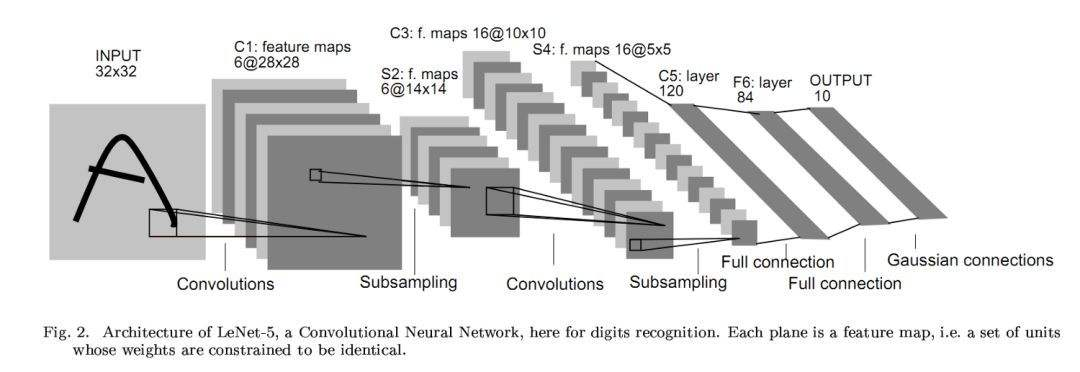 INPUT
32x32
C1: feature maps
6@28x28
S2: f. maps
6@14x14
C3: f. maps 16@10x10
S4: f. maps 16@5x5
C5: layer
120
F6: layer
84
OUTPUT
10
Convolutions
Subsampling
Convolutions
Subsampling
Full connection
Full connection
Gaussian connections
Fig. 2. Architecture of LeNet-5, a Convolutional Neural Network, here for digits recognition. Each plane is a feature map, i.e. a set of units
whose weights are constrained to be identical.